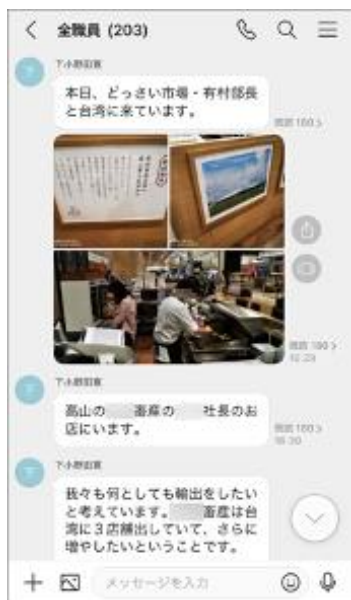 全職員 (203)
下小野田寛
本日、どっさい市場・有村部長
と台湾に来ています。
既読 180
既読 180
下小野田寛
高山の
畜産の
社長のお
店にいます。
既読 180
下小野田寛
我々も何としても輸出をしたい
と考えています。
畜産は台
湾に３店舗出していて、さらに
増やしたいということです。
メッセージを入力